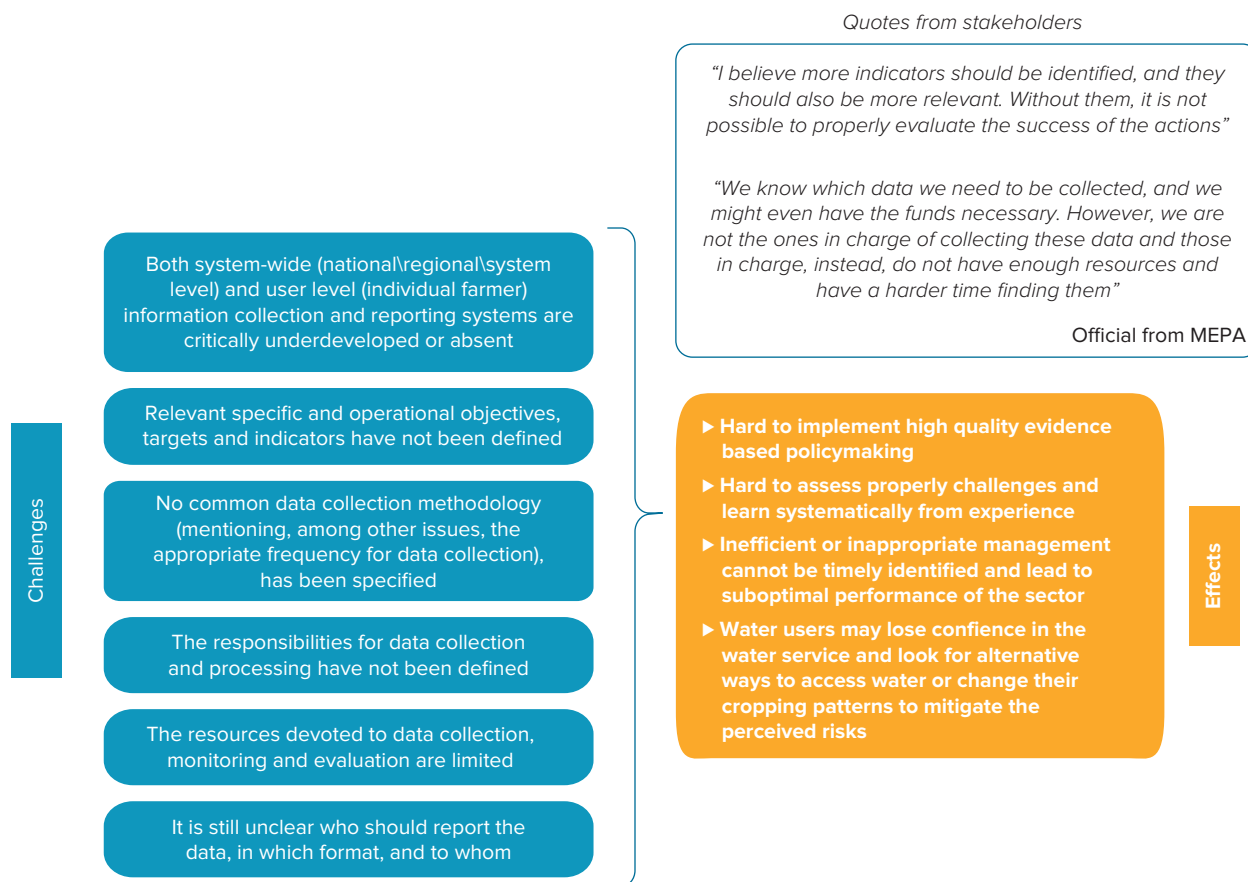 Quotes from stakeholders
“I believe more indicators should be identified, and they
should also be more relevant. Without them, it is not
possible to properly evaluate the success of the actions”
“We know which data we need to be collected, and we
might even have the funds necessary. However, we are
not the ones in charge of collecting these data and those
in charge, instead, do not have enough resources and
have a harder time finding them”
Official from MEPA
Challenges
Both system-wide (national\regional\system
level) and user level (individual farmer)
information collection and reporting systems are
critically underdeveloped or absent
Relevant specific and operational objectives,
targets and indicators have not been defined
No common data collection methodology
(mentioning, among other issues, the
appropriate frequency for data collection),
has been specified
The responsibilities for data collection
and processing have not been defined
The resources devoted to data collection,
monitoring and evaluation are limited
It is still unclear who should report the
data, in which format, and to whom
▶ Hard to implement high quality evidence
based policymaking
▶ Hard to assess properly challenges and
learn systematically from experience
▶ Inefficient or inappropriate management
cannot be timely identified and lead to
suboptimal performance of the sector
▶ Water users may lose confience in the
water service and look for alternative
ways to access water or change their
cropping patterns to mitigate the
perceived risks
Effects